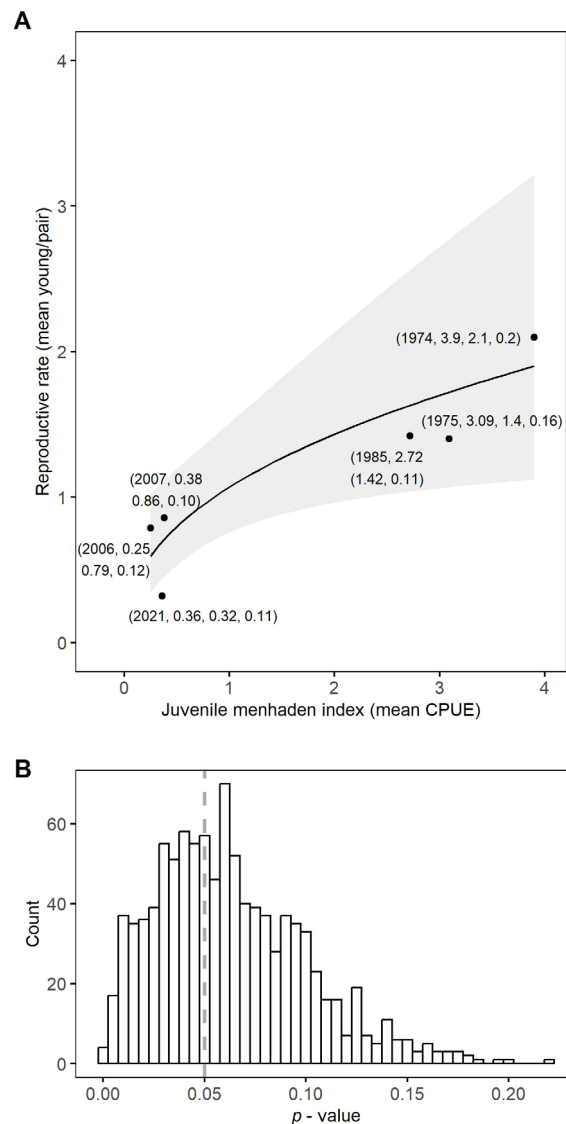 A
4
3
2
1
0
Reproductive rate (mean young/pair)
(1974, 3.9, 2.1, 0.2)
(1975, 3.09, 1.4, 0.16)
(1985, 2.72
(1.42, 0.11)
(2007, 0.38
0.86, 0.10)
(2006, 0.25
0.79, 0.12)
(2021, 0.36, 0.32, 0.11)
0 1 2 3 4
Juvenile menhaden index (mean CPUE)
B
60
40
20
0
Count
0.00 0.05 0.10 0.15 0.20
p - value